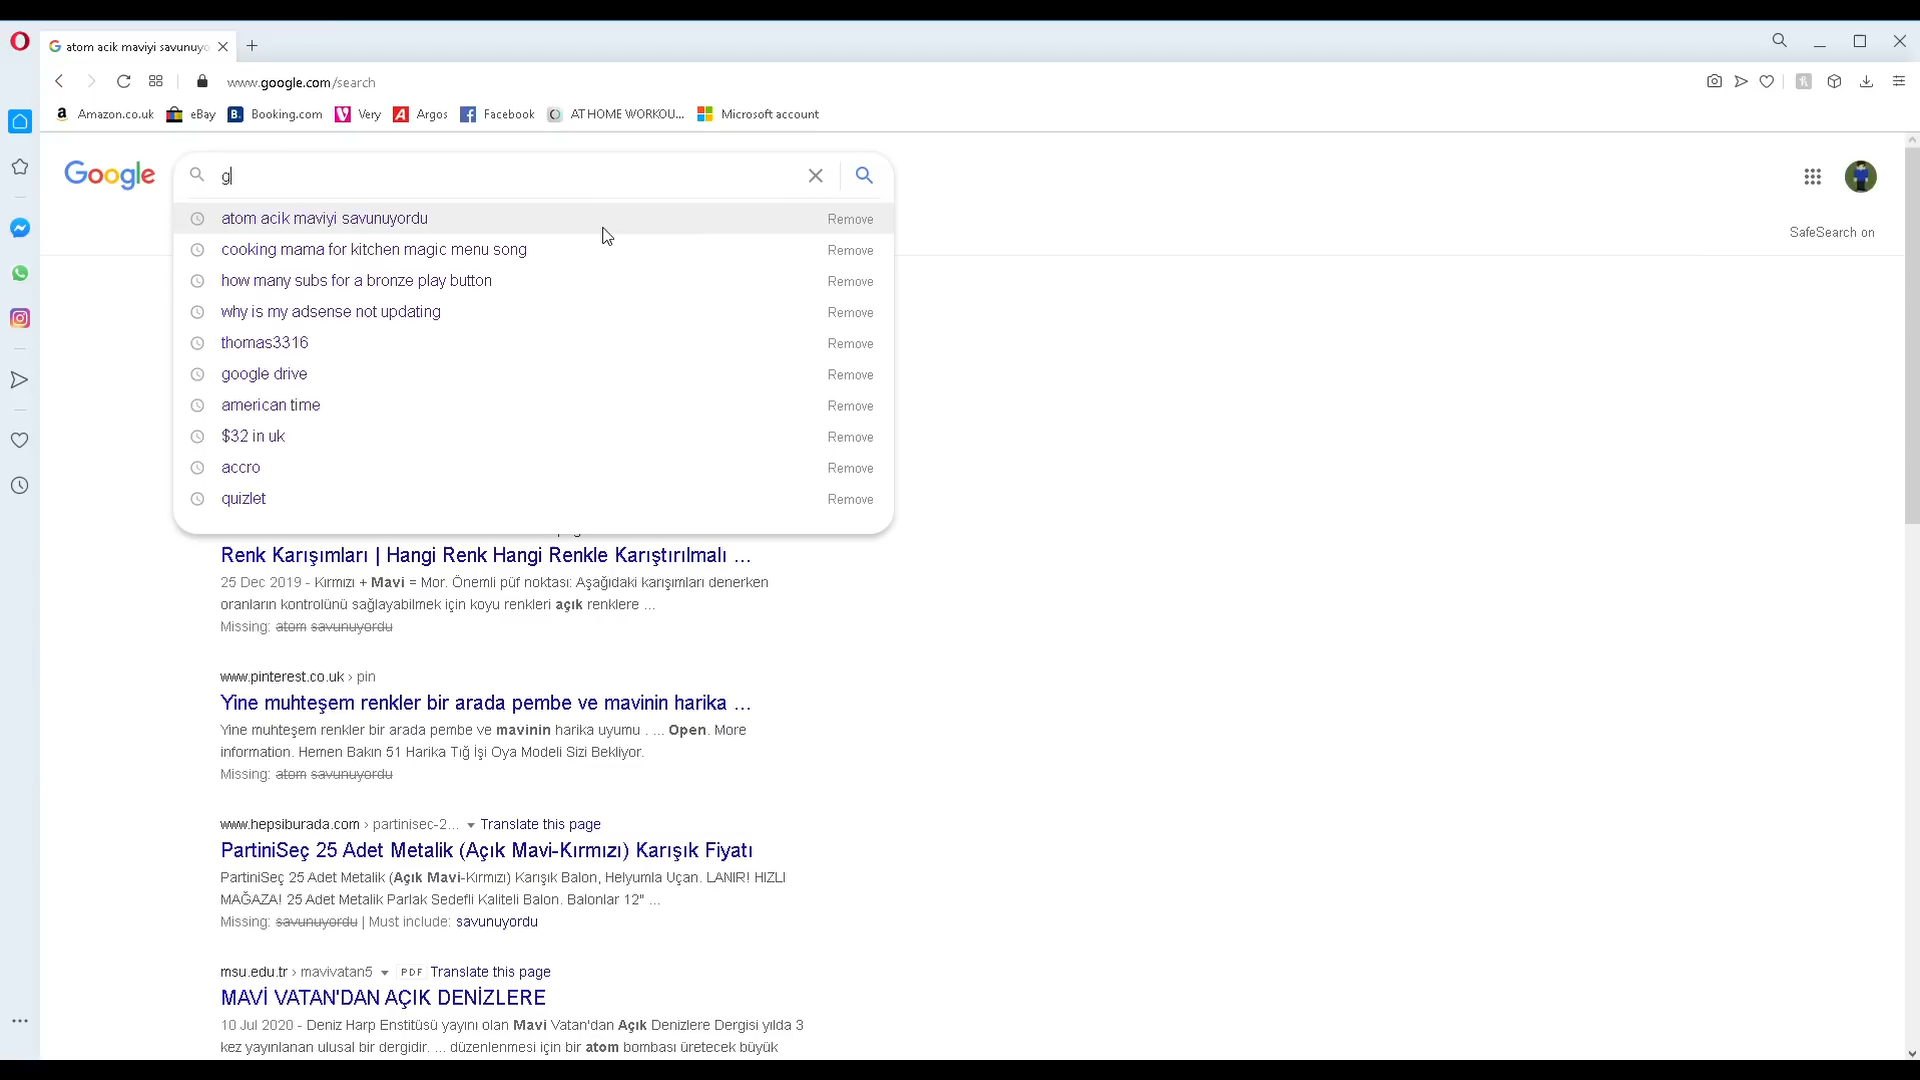 atom acik maviyi savunuyo
www.google.com/search
Amazon.co.uk eBay Booking.com Very Argos Facebook AT HOME WORKOU... Microsoft account
Google
g
atom acik maviyi savunuyordu Remove
SafeSearch on
cooking mama for kitchen magic menu song Remove
how many subs for a bronze play button Remove
why is my adsense not updating Remove
thomas3316 Remove
google drive Remove
american time Remove
$32 in uk Remove
accro Remove
quizlet Remove
Renk Karışımları | Hangi Renk Hangi Renkle Karıştırılmalı ...
25 Dec 2019 - Kırmızı + Mavi = Mor. Önemli püf noktası: Aşağıdaki karışımları denerken
oranların kontrolünü sağlayabilmek için koyu renkleri açık renklere ...
Missing: atom savunuyordu
www.pinterest.co.uk › pin
Yine muhteşem renkler bir arada pembe ve mavinin harika ...
Yine muhteşem renkler bir arada pembe ve mavinin harika uyumu . ... Open. More
information. Hemen Bakın 51 Harika Tığ İşi Oya Modeli Sizi Bekliyor.
Missing: atom savunuyordu
www.hepsiburada.com › partinisec-2... Translate this page
PartiniSeç 25 Adet Metalik (Açık Mavi-Kırmızı) Karışık Fiyatı
PartiniSeç 25 Adet Metalik (Açık Mavi-Kırmızı) Karışık Balon, Helyumla Uçan. LANIR! HIZLI
MAĞAZA! 25 Adet Metalik Parlak Sedefli Kaliteli Balon. Balonlar 12" ...
Missing: savunuyordu | Must include: savunuyordu
msu.edu.tr › mavivatan5 PDF Translate this page
MAVİ VATAN'DAN AÇIK DENİZLERE
10 Jul 2020 - Deniz Harp Enstitüsü yayını olan Mavi Vatan'dan Açık Denizlere Dergisi yılda 3
kez yayınlanan ulusal bir dergidir. ... düzenlenmesi için bir atom bombası üretecek büyük